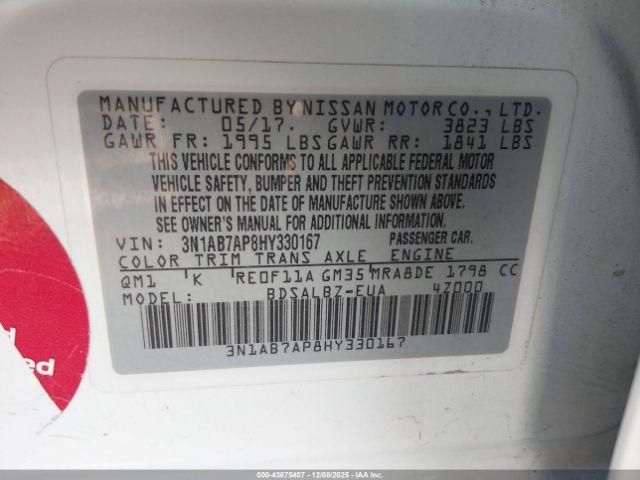 MANUFACTURED BY NISSAN MOTOR CO., LTD.
DATE: 05/17. GVWR: 3823 LBS
GAWR FR: 1995 LBS GAWR RR: 1841 LBS
THIS VEHICLE CONFORMS TO ALL APPLICABLE FEDERAL MOTOR
VEHICLE SAFETY, BUMPER AND THEFT PREVENTION STANDARDS
IN EFFECT ON THE DATE OF MANUFACTURE SHOWN ABOVE.
SEE OWNER'S MANUAL FOR ADDITIONAL INFORMATION.
VIN: 3N1AB7AP8HY330167 PASSENGER CAR.
COLOR TRIM TRANS AXLE ENGINE
QM1 K RE0F11A GM35 MRA8DE 1798 CC
MODEL: BDSALBZ-EUA 4Z000
3N1AB7AP8HY330167
000-43875407 - 12/08/2025 - IAA Inc.